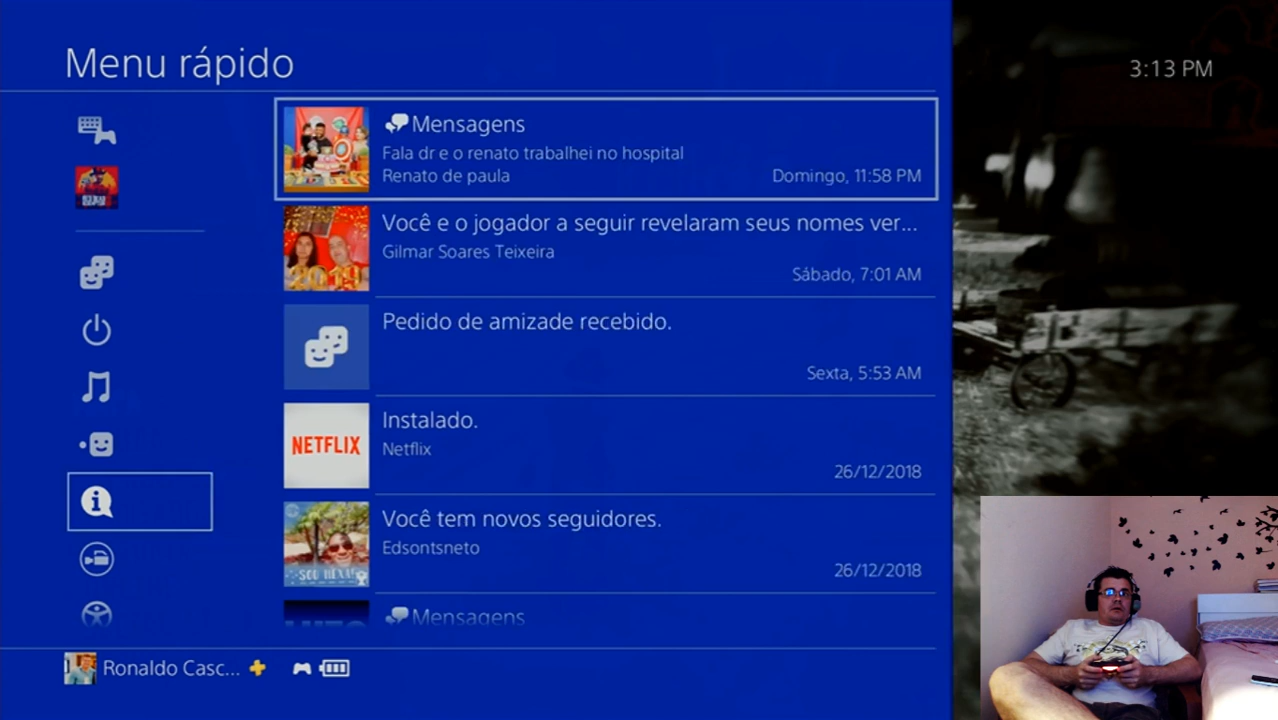 Menu rápido
3:13 PM
Mensagens
Fala dr e o renato trabalhei no hospital
Renato de paula
Domingo, 11:58 PM
Você e o jogador a seguir revelaram seus nomes ver...
Gilmar Soares Teixeira
Sábado, 7:01 AM
2019
Pedido de amizade recebido.
Sexta, 5:53 AM
Instalado.
NETFLIX
Netflix
26/12/2018
Você tem novos seguidores.
Edsontsneto
SOU HEXA!
26/12/2018
Mensagens
Ronaldo Casc...